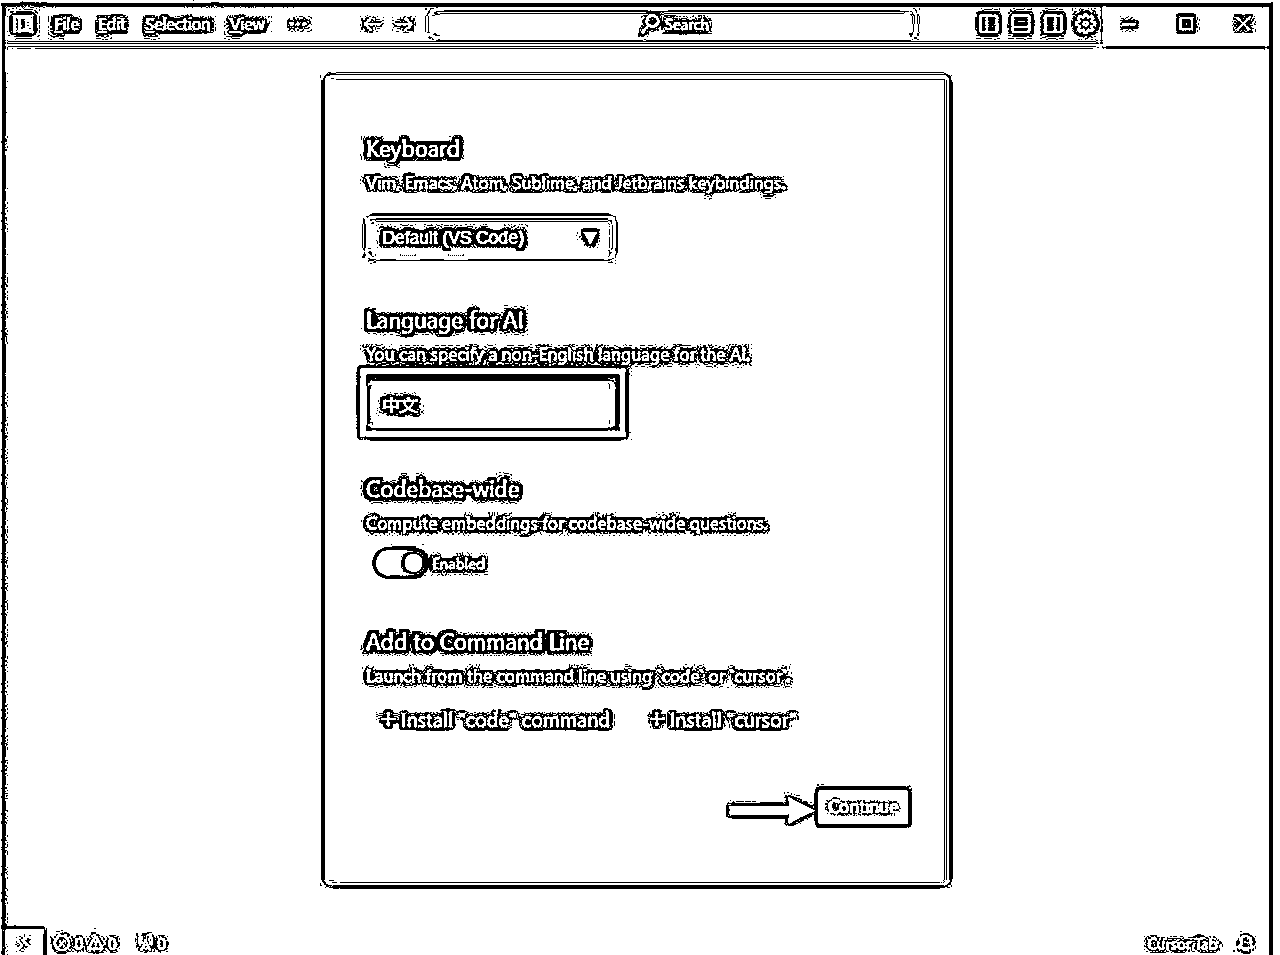 File Edit Selection View ... Search
Keyboard
Vim, Emacs, Atom, Sublime, and Jetbrains keybindings.
Default (VS Code)
Language for AI
You can specify a non-English language for the AI.
中文
Codebase-wide
Compute embeddings for codebase-wide questions.
Enabled
Add to Command Line
Launch from the command line using `code` or `cursor`.
+ Install "code" command + Install "cursor"
Continue
0 0 0 Cursor Tab